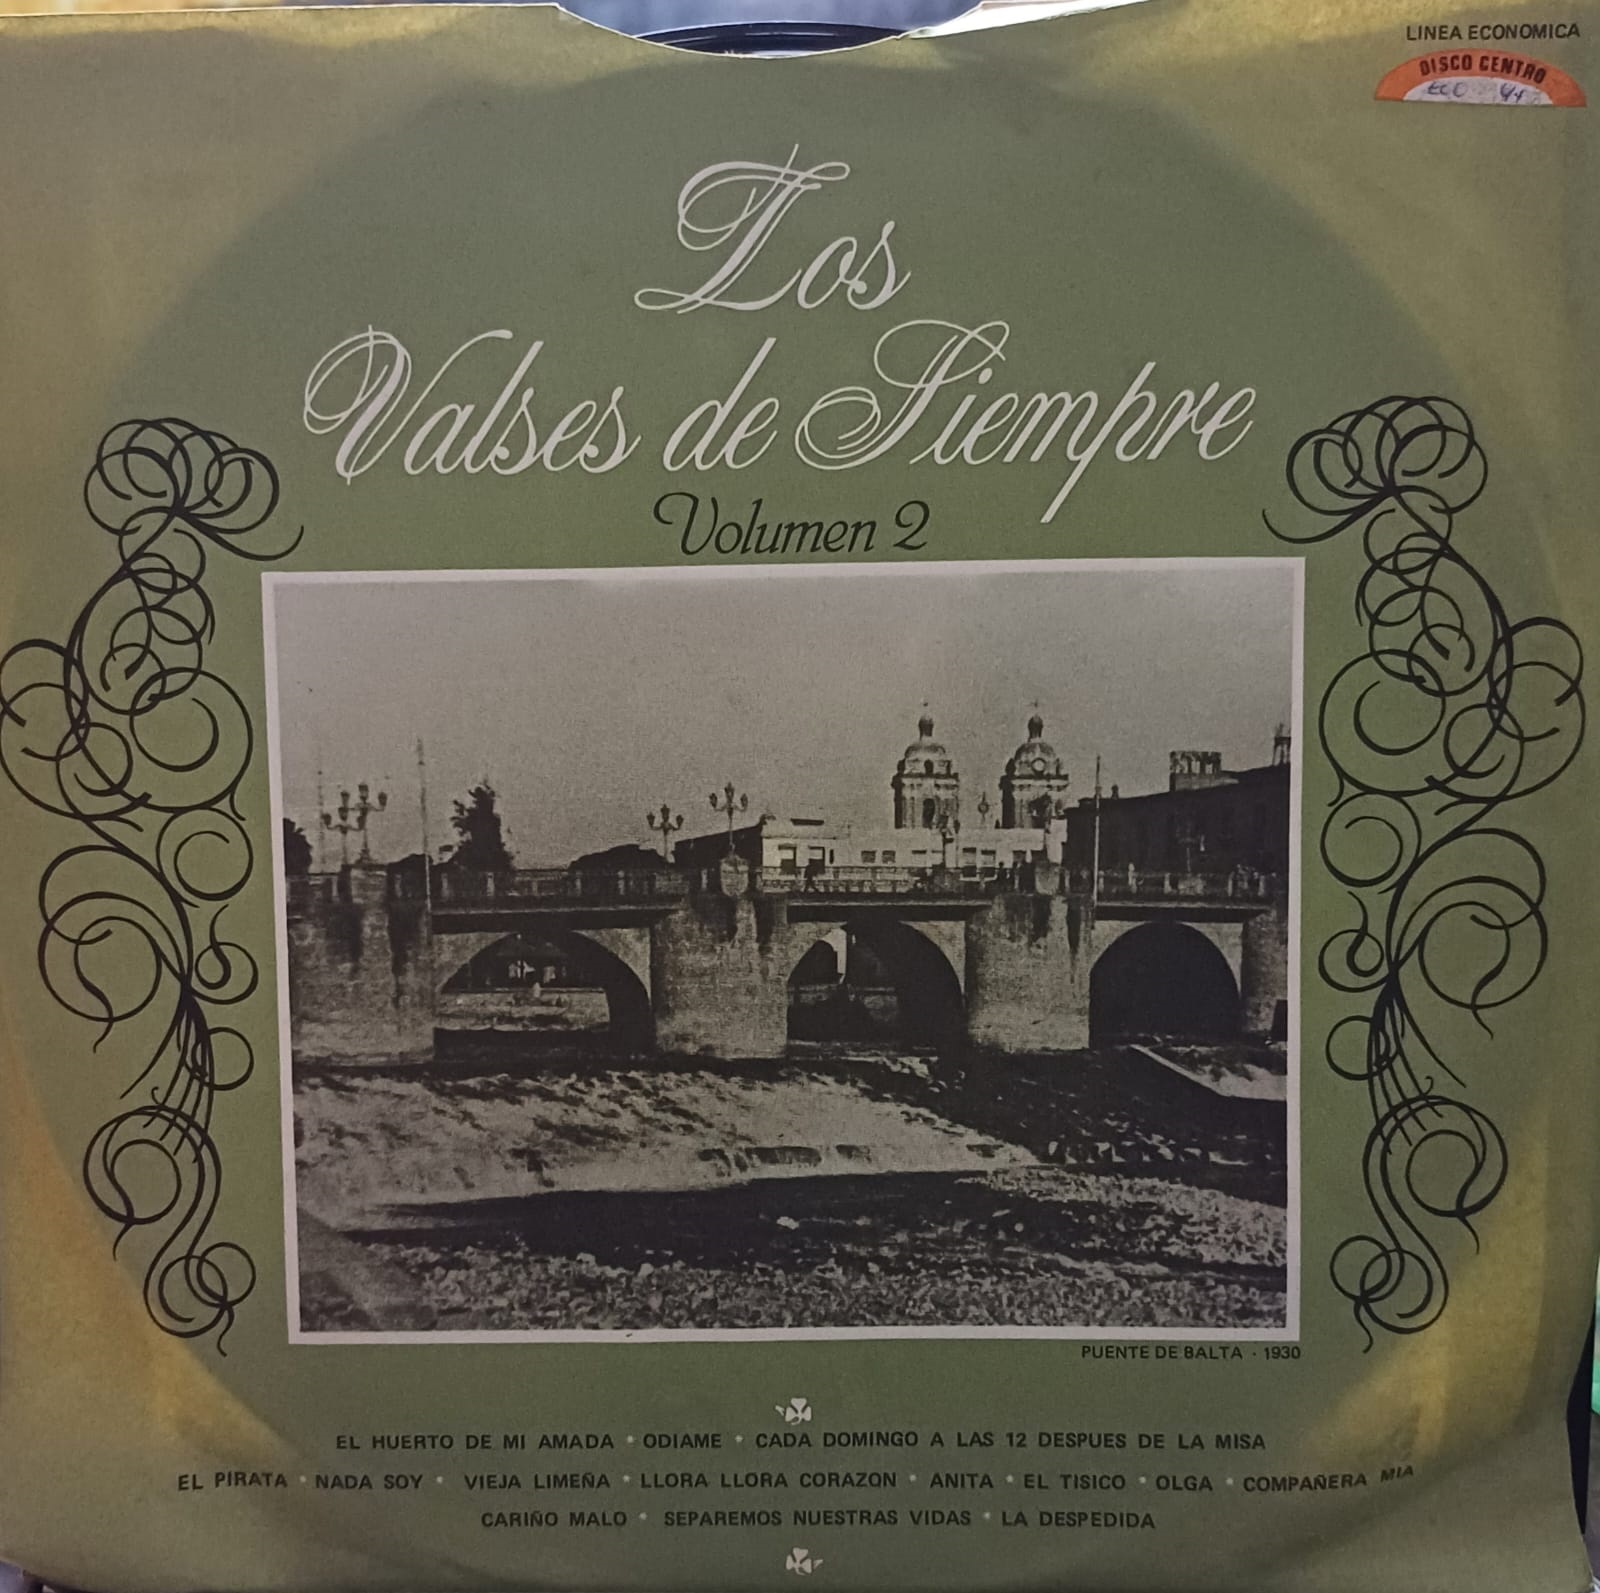 LINEA ECONOMICA
DISCO CENTRO
Los
Valses de Siempre
Volumen 2
PUENTE DE BALTA · 1930
EL HUERTO DE MI AMADA * ODIAME * CADA DOMINGO A LAS 12 DESPUES DE LA MISA
EL PIRATA * NADA SOY * VIEJA LIMEÑA * LLORA LLORA CORAZON * ANITA * EL TISICO * OLGA * COMPAÑERA MIA
CARIÑO MALO * SEPAREMOS NUESTRAS VIDAS * LA DESPEDIDA